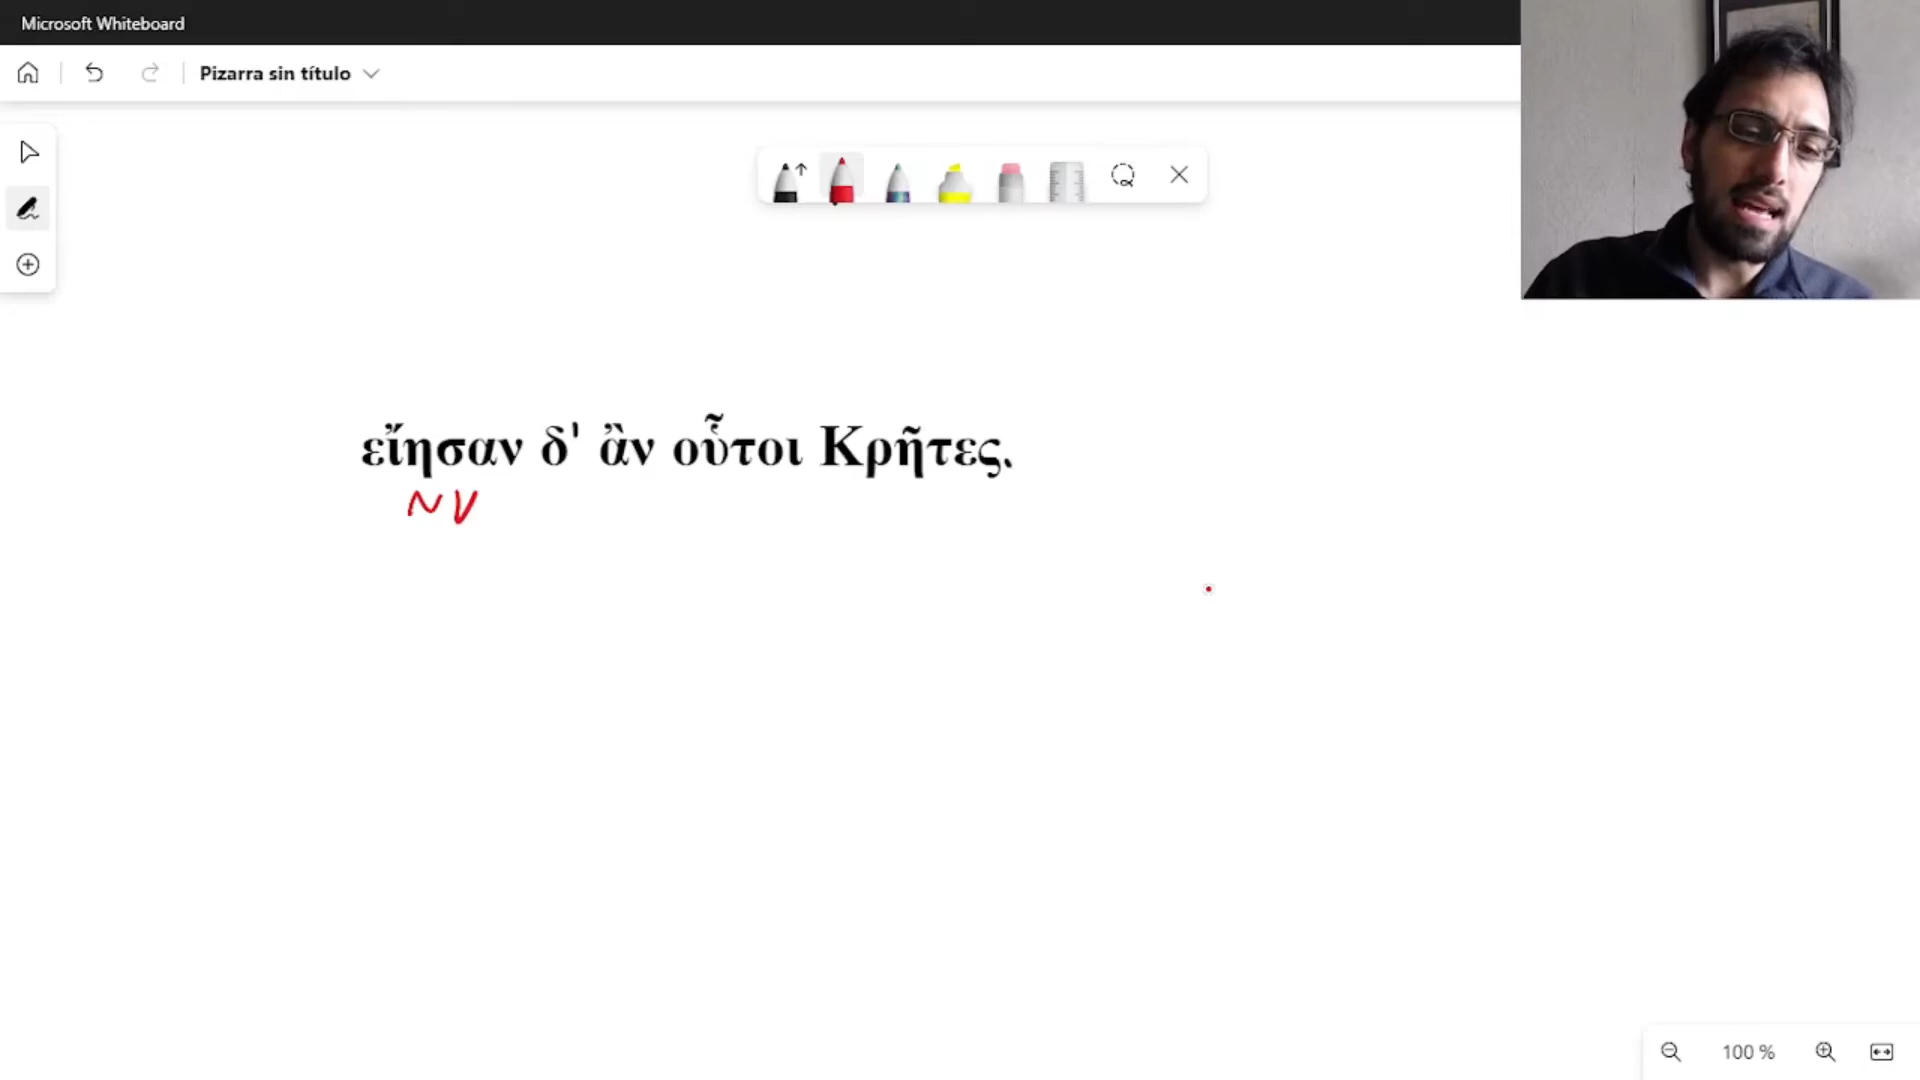 Microsoft Whiteboard
Pizarra sin título
εἴησαν δ' ἂν οὗτοι Κρῆτες.
NV
100 %